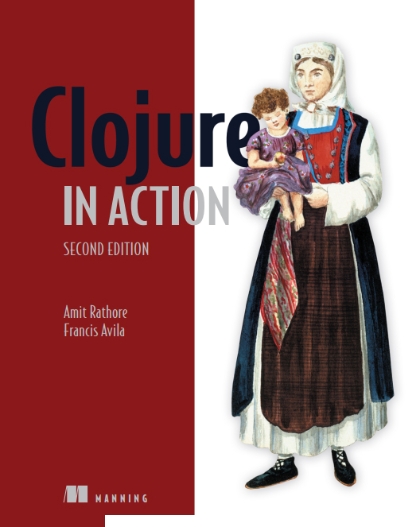 Clojure
IN ACTION
SECOND EDITION
Amit Rathore
Francis Avila
MANNING